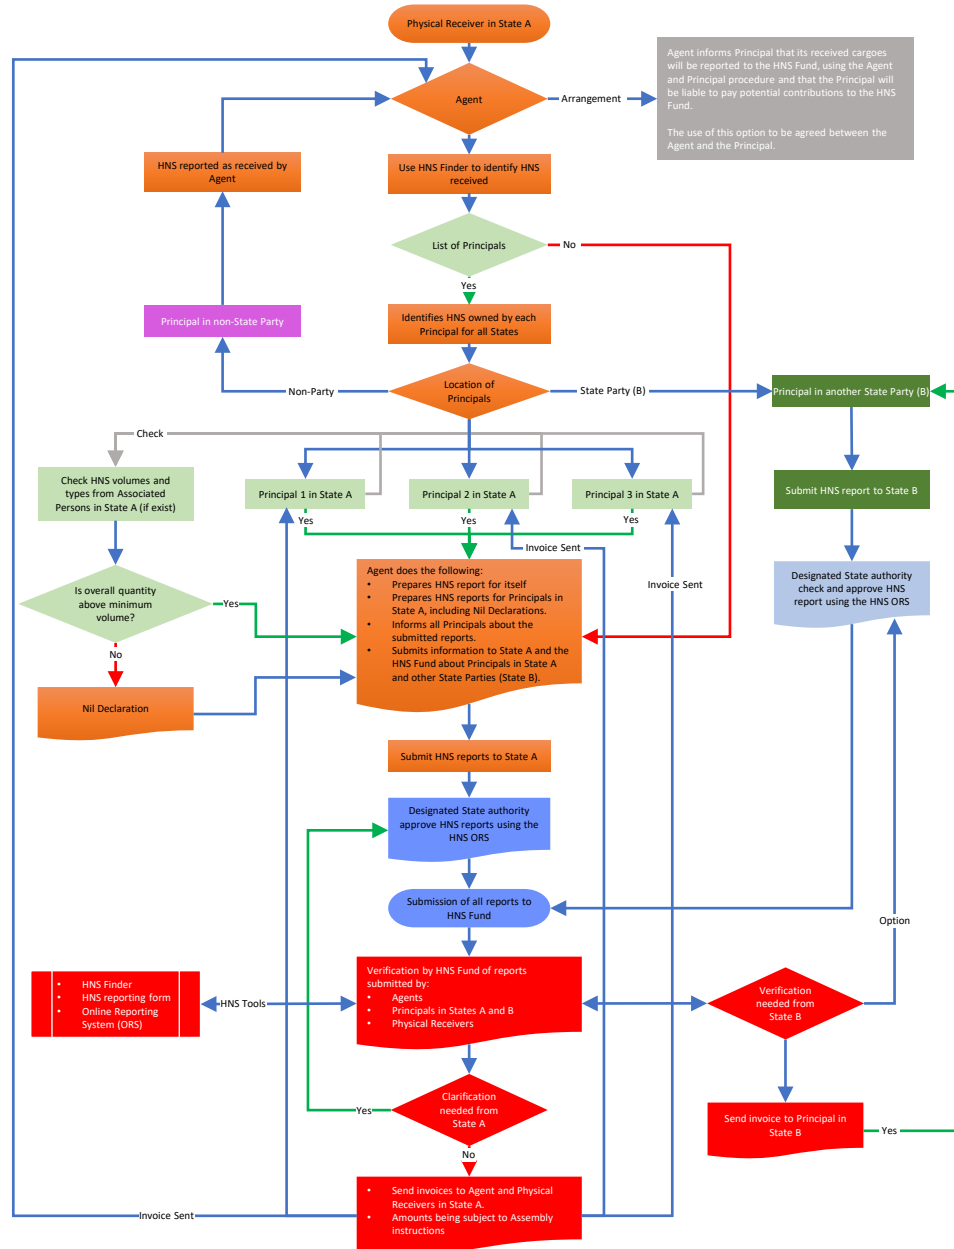 Physical Receiver in State A
Agent informs Principal that its received cargoes
will be reported to the HNS Fund, using the Agent
and Principal procedure and that the Principal will
be liable to pay potential contributions to the HNS
Fund.
The use of this option to be agreed between the
Agent and the Principal.
Agent
Arrangement
HNS reported as received by
Agent
Use HNS Finder to identify HNS
received
List of Principals
No
Yes
Principal in non-State Party
Identifies HNS owned by each
Principal for all States
Non-Party
Location of
Principals
State Party (B)
Principal in another State Party (B)
Check
Check HNS volumes and
types from Associated
Persons in State A (if exist)
Principal 1 in State A
Principal 2 in State A
Principal 3 in State A
Submit HNS report to State B
Yes
Yes
Yes
Invoice Sent
Invoice Sent
Is overall quantity
above minimum
volume?
Yes
No
Agent does the following:
• Prepares HNS report for itself
• Prepares HNS reports for Principals in
State A, including Nil Declarations.
• Informs all Principals about the
submitted reports.
• Submits information to State A and the
HNS Fund about Principals in State A
and other State Parties (State B).
Designated State authority
check and approve HNS
report using the HNS ORS
Nil Declaration
Submit HNS reports to State A
Designated State authority
approve HNS reports using the
HNS ORS
Submission of all reports to
HNS Fund
Option
• HNS Finder
• HNS reporting form
• Online Reporting
System (ORS)
HNS Tools
Verification by HNS Fund of reports
submitted by:
• Agents
• Principals in States A and B
• Physical Receivers
Verification
needed from
State B
Yes
Clarification
needed from
State A
No
Send invoice to Principal in
State B
Yes
Invoice Sent
• Send invoices to Agent and Physical
Receivers in State A.
• Amounts being subject to Assembly
instructions